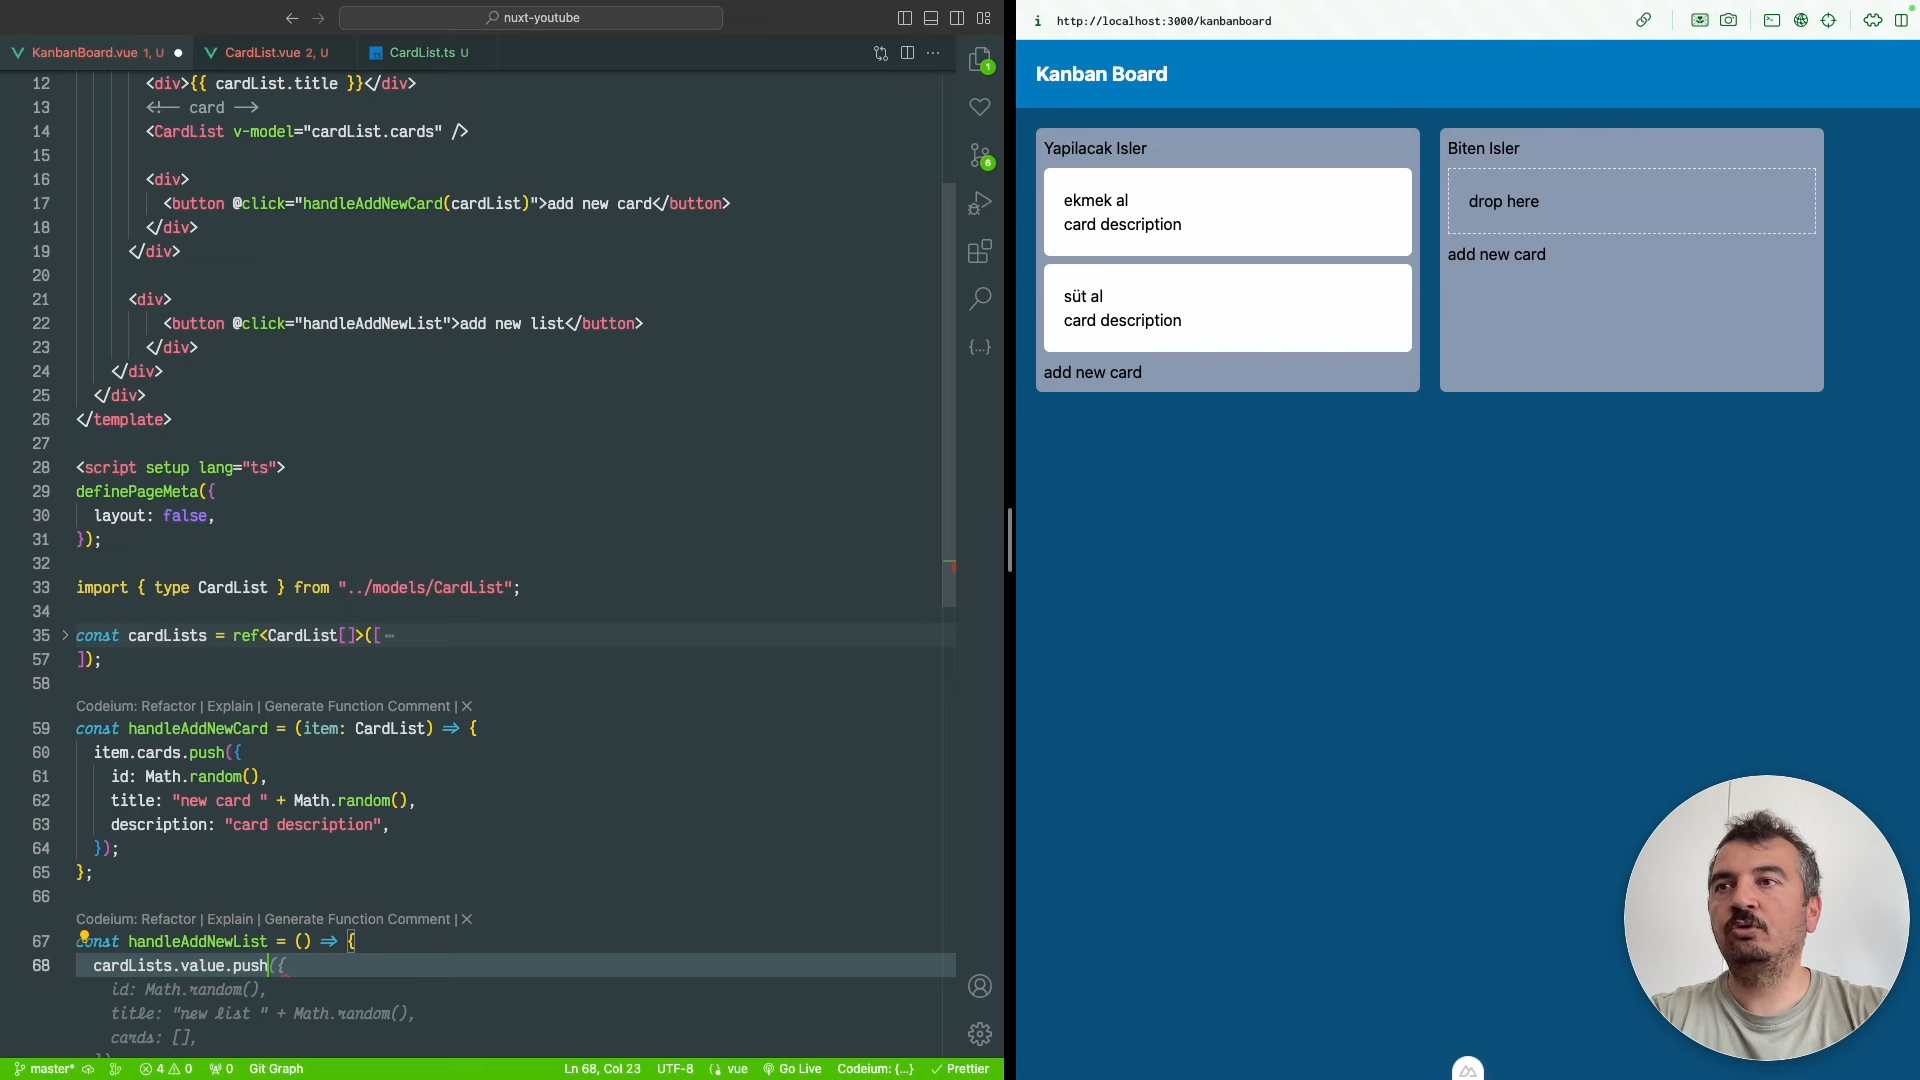 nuxt-youtube
KanbanBoard.vue 1, U
CardList.vue 2, U
CardList.ts U
12 <div>{{ cardList.title }}</div>
13 <!-- card -->
14 <CardList v-model="cardList.cards" />
15
16 <div>
17 <button @click="handleAddNewCard(cardList)">add new card</button>
18 </div>
19 </div>
20
21 <div>
22 <button @click="handleAddNewList">add new list</button>
23 </div>
24 </div>
25 </div>
26 </template>
27
28 <script setup lang="ts">
29 definePageMeta({
30 layout: false,
31 });
32
33 import { type CardList } from "../models/CardList";
34
35 const cardLists = ref<CardList[]>([ ⋯
57 ]);
58
Codeium: Refactor | Explain | Generate Function Comment | ✕
59 const handleAddNewCard = (item: CardList) => {
60 item.cards.push({
61 id: Math.random(),
62 title: "new card " + Math.random(),
63 description: "card description",
64 });
65 };
66
Codeium: Refactor | Explain | Generate Function Comment | ✕
67 const handleAddNewList = () => {
68 cardLists.value.push({
id: Math.random(),
title: "new list " + Math.random(),
cards: [],
1
6
master* 4 0 0 Git Graph Ln 68, Col 23 UTF-8 vue Go Live Codeium: {...} Prettier
i http://localhost:3000/kanbanboard
Kanban Board
Yapilacak Isler
ekmek al
card description
süt al
card description
add new card
Biten Isler
drop here
add new card